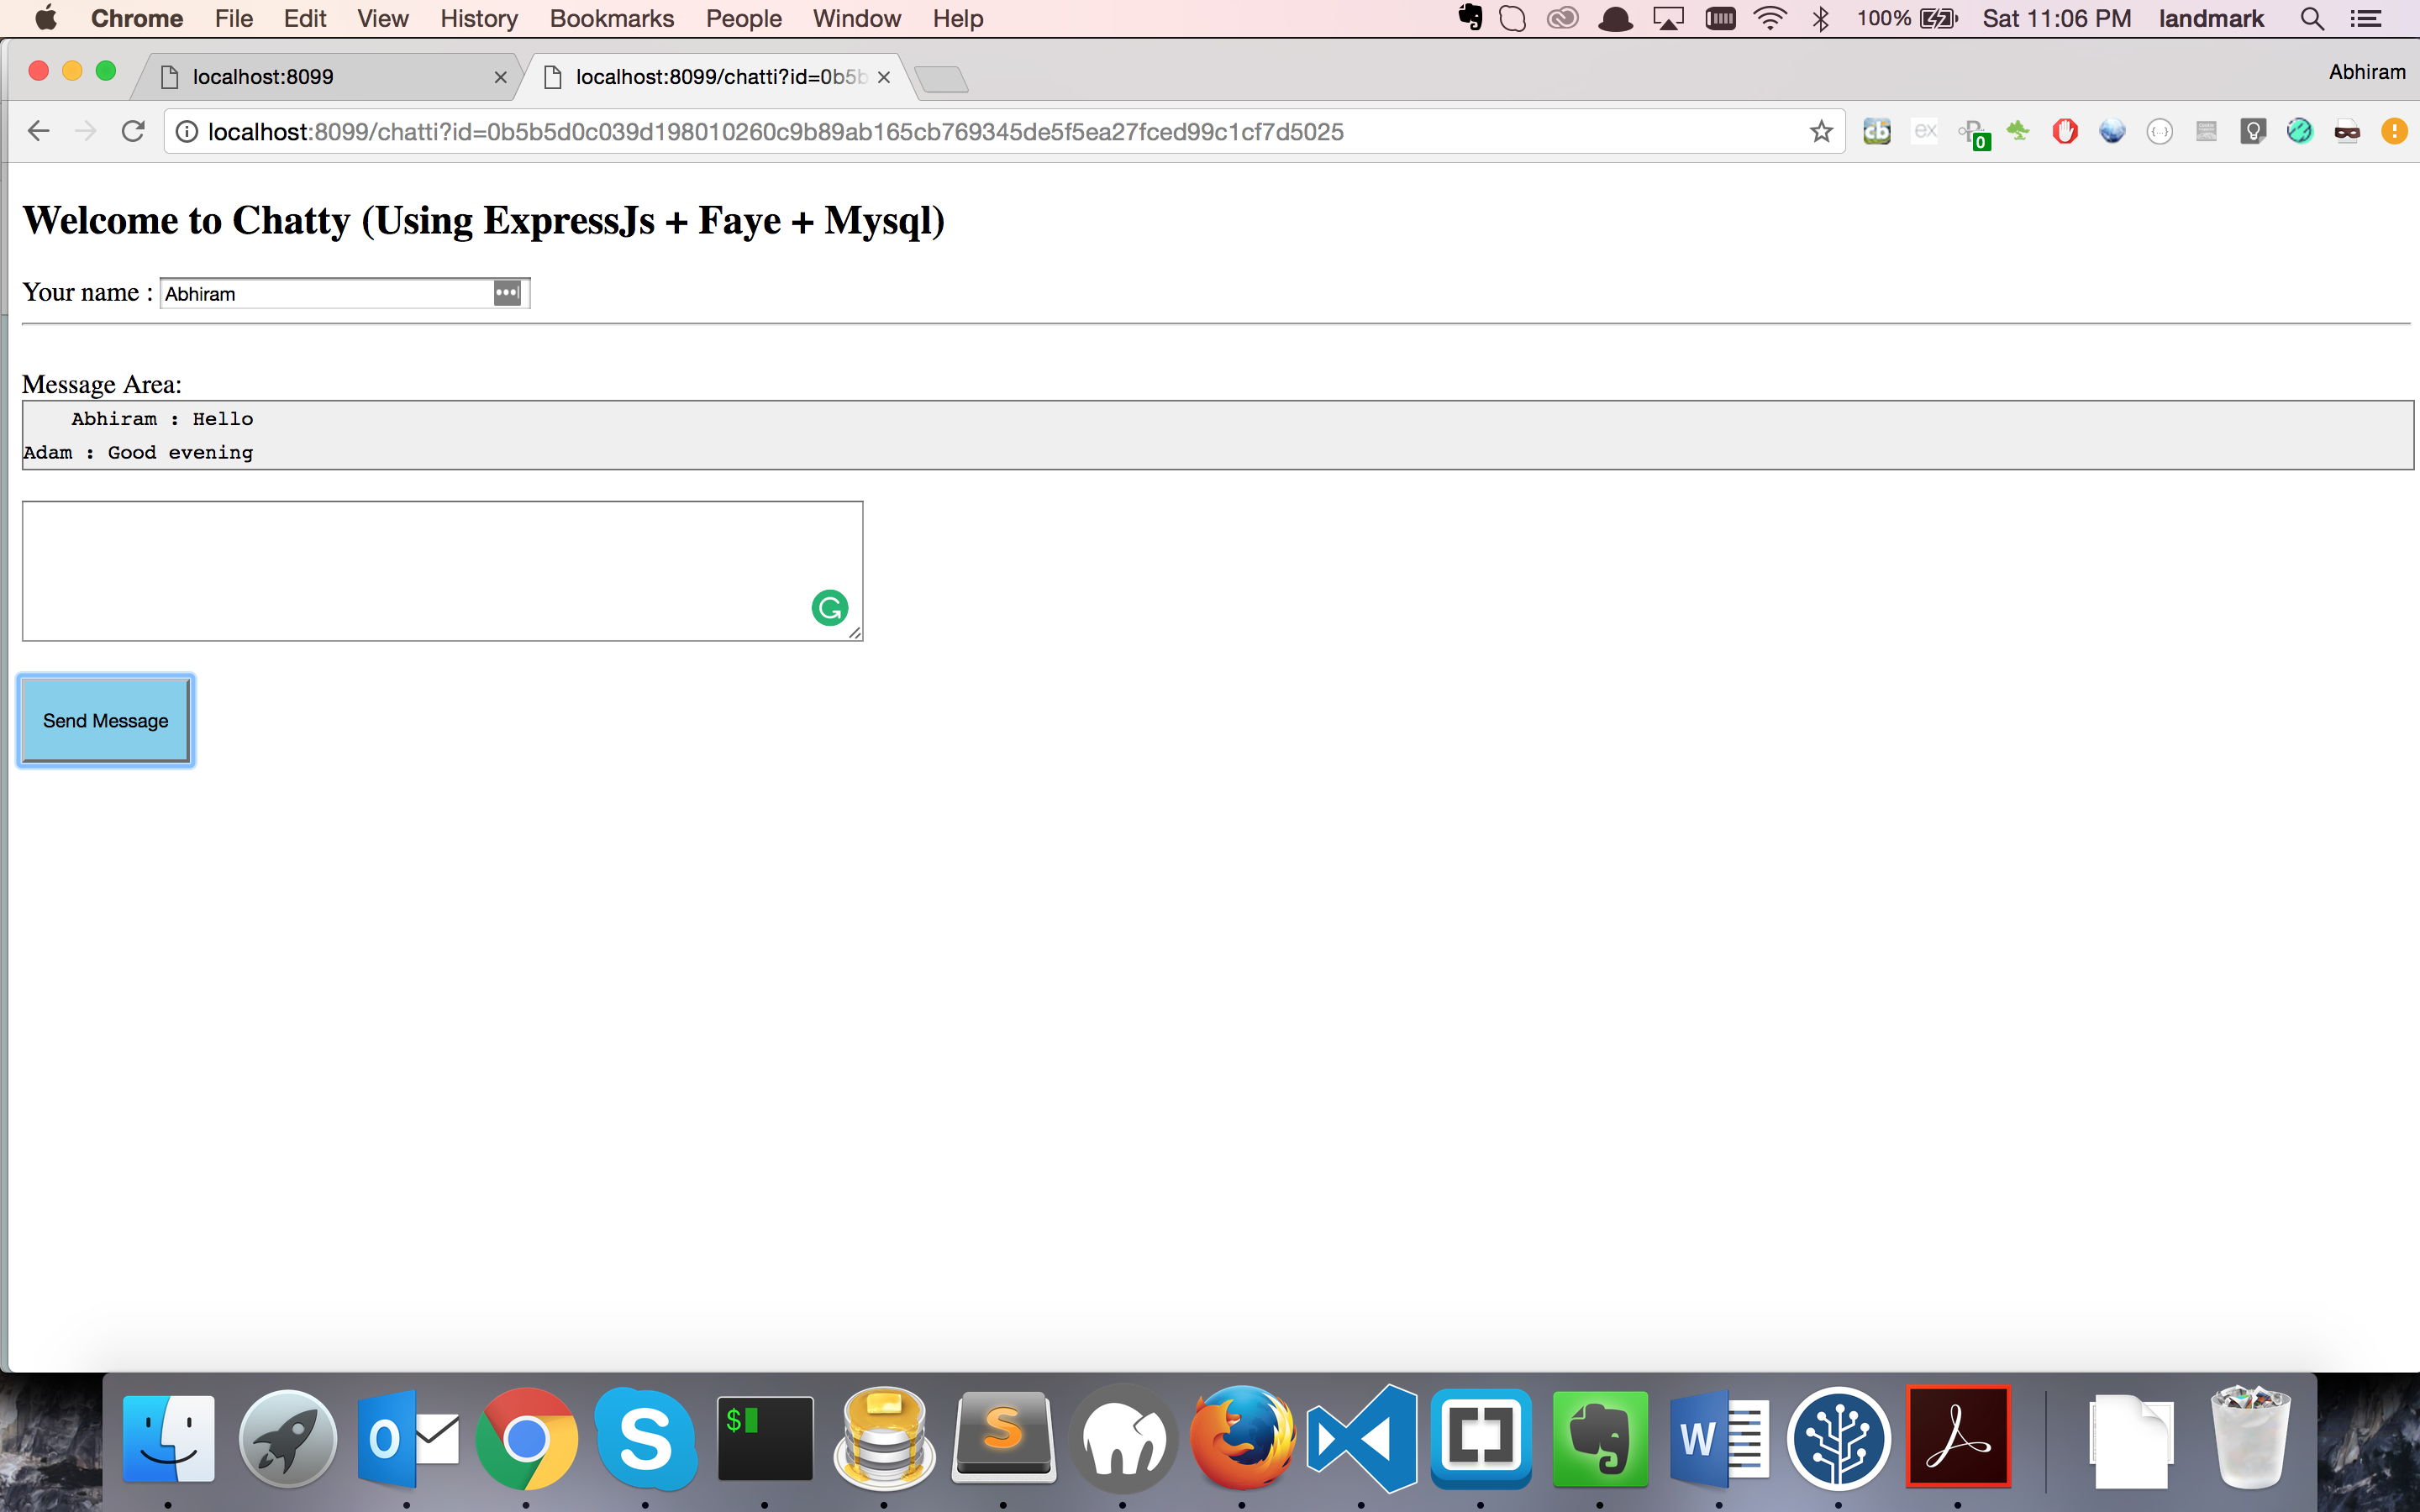 Chrome File Edit View History Bookmarks People Window Help 100% Sat 11:06 PM landmark
localhost:8099 localhost:8099/chatti?id=0b5b Abhiram
localhost:8099/chatti?id=0b5b5d0c039d198010260c9b89ab165cb769345de5f5ea27fced99c1cf7d5025 cb ex 0
Welcome to Chatty (Using ExpressJs + Faye + Mysql)
Your name : Abhiram
Message Area:
Abhiram : Hello
Adam : Good evening
Send Message